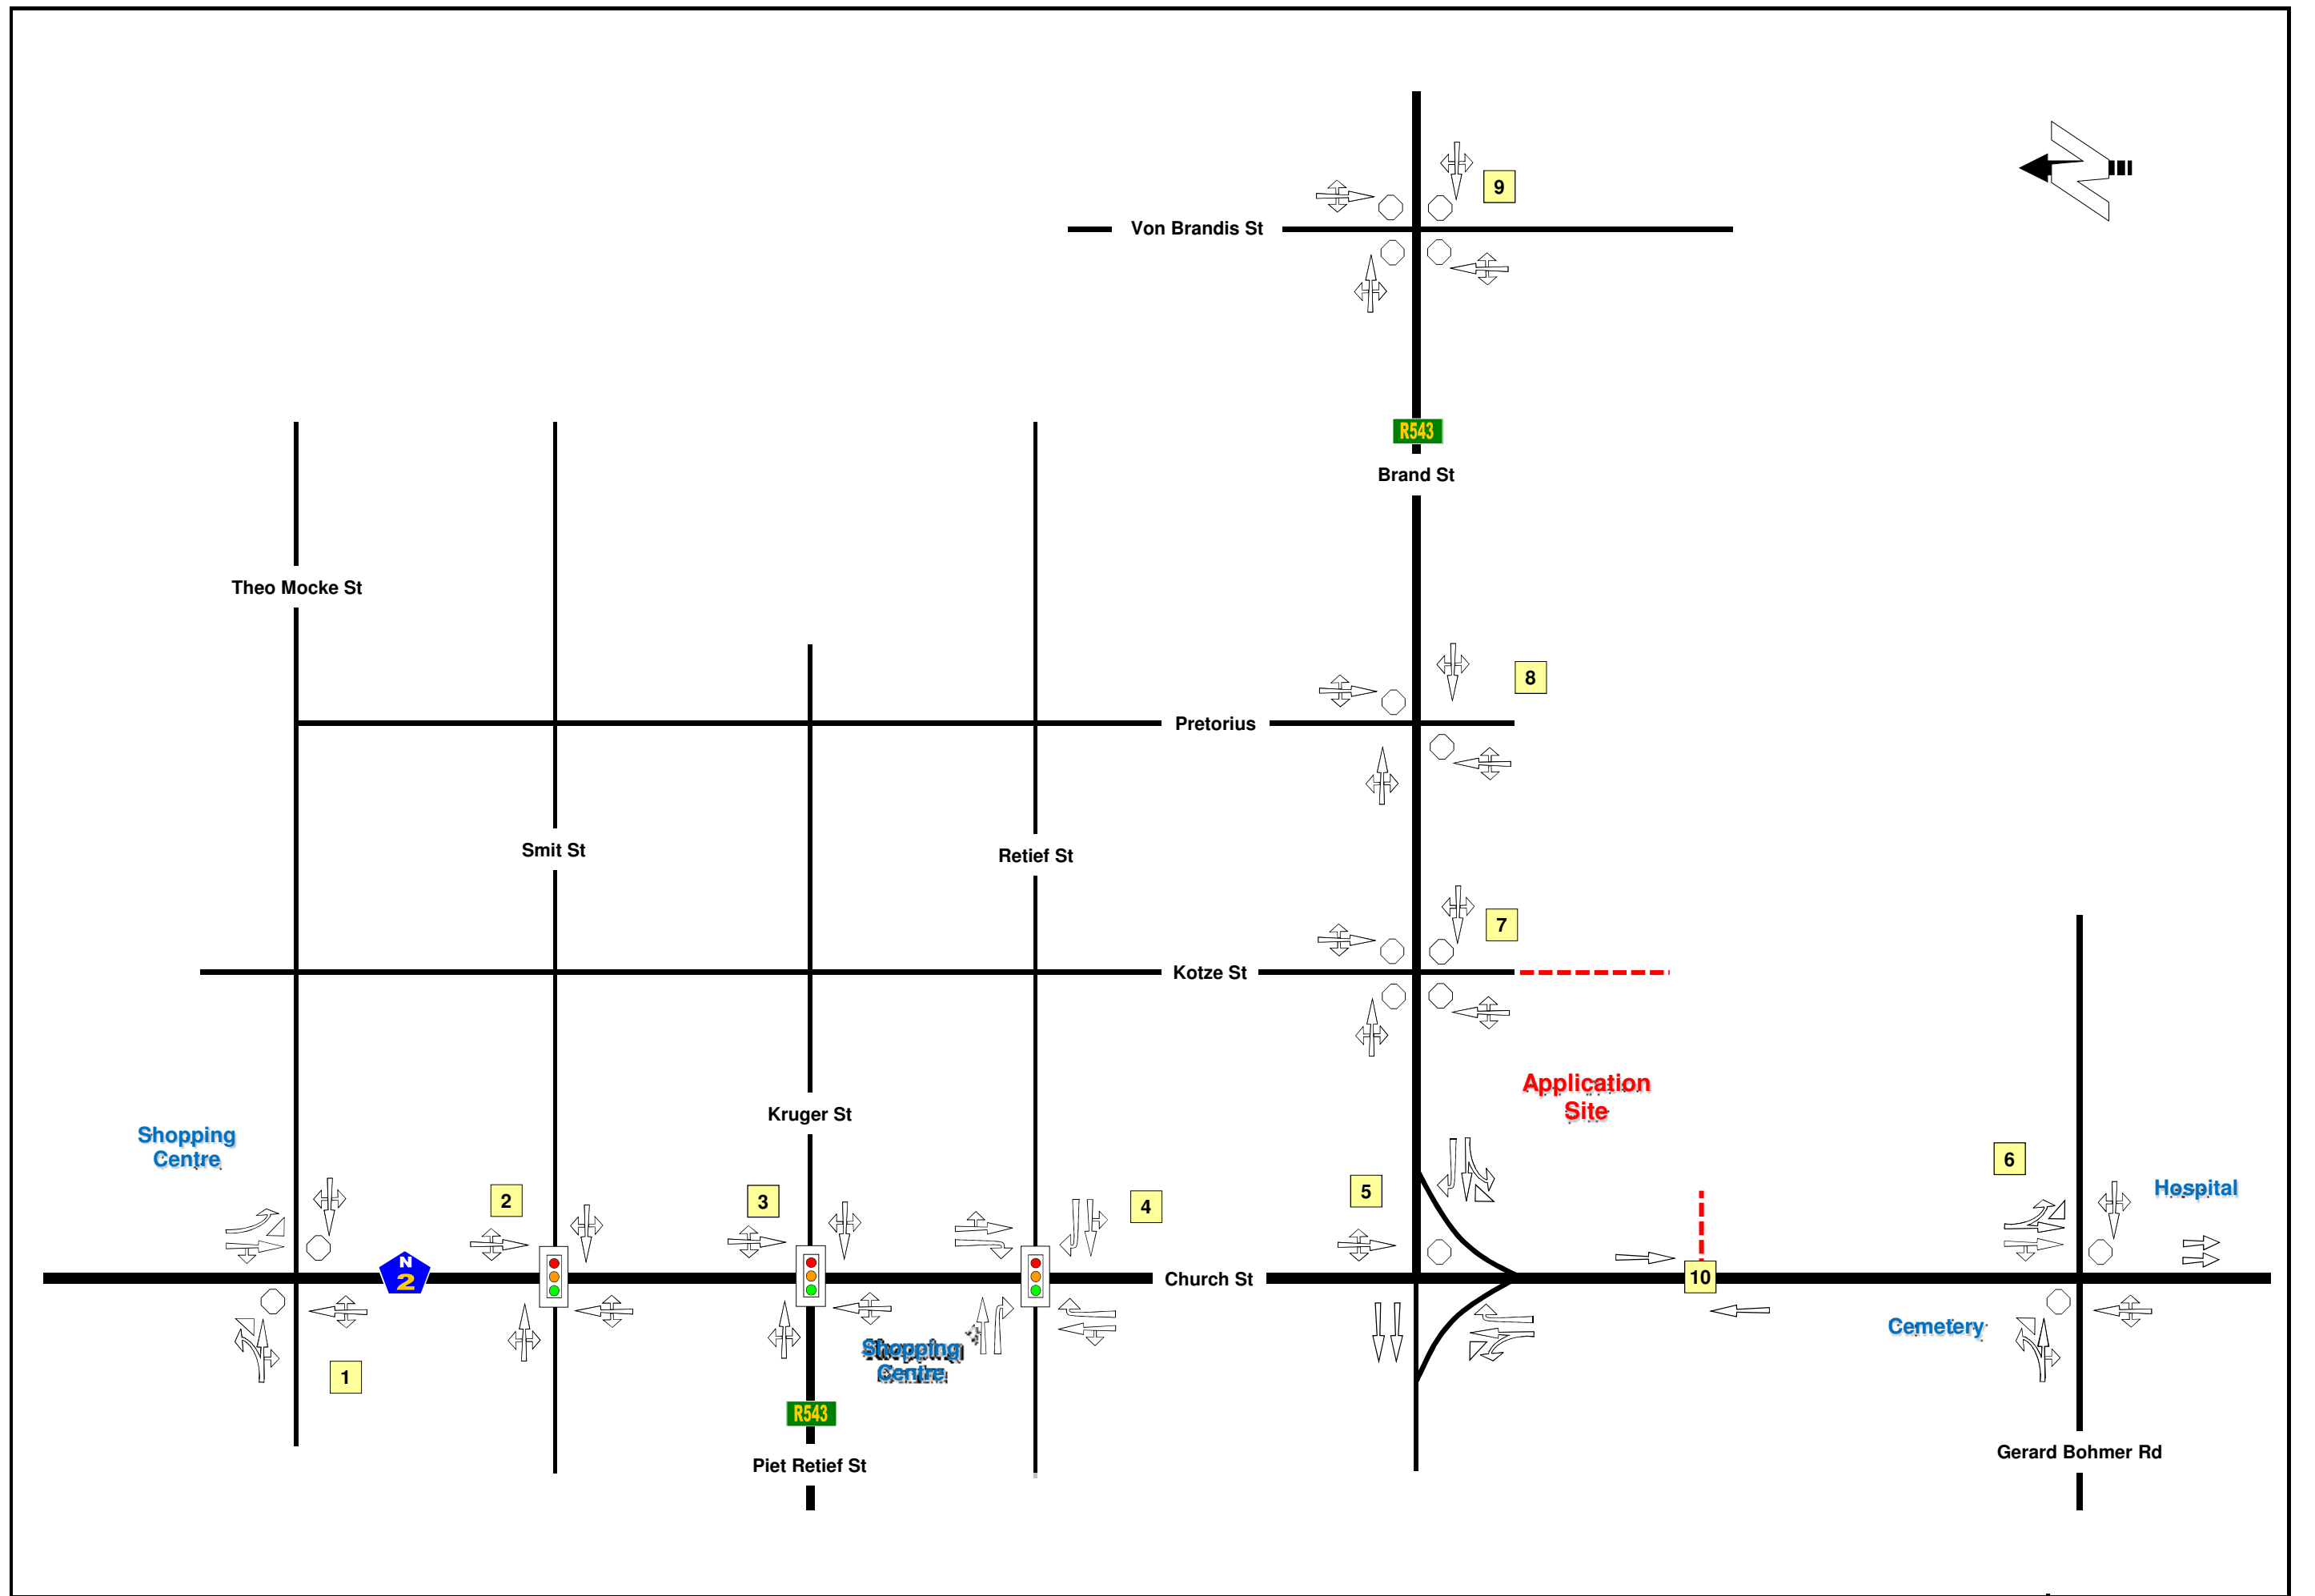 9
Von Brandis St
R543
Brand St
Theo Mocke St
8
Pretorius
Smit St
Retief St
7
Kotze St
Application
Site
Kruger St
Shopping
Centre
6
Hospital
2
3
4
5
N
2
Church St
10
Cemetery
Shopping
Centre
1
R543
Piet Retief St
Gerard Bohmer Rd
N